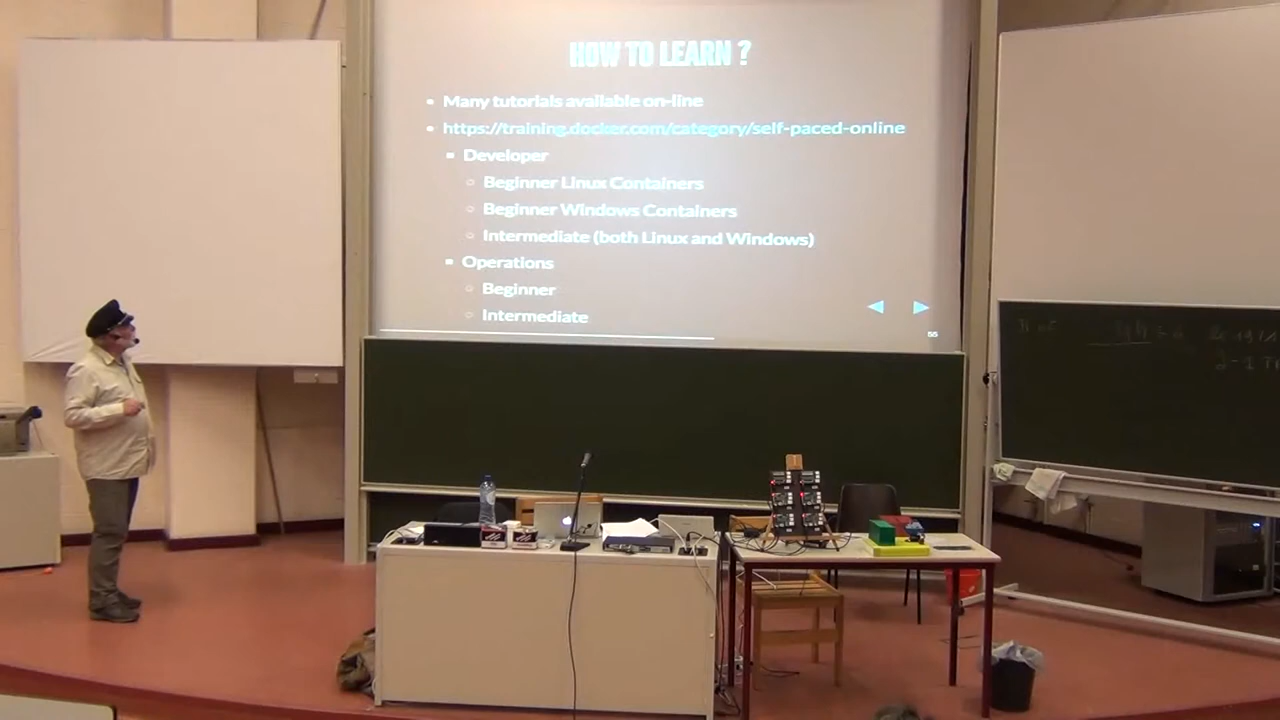 HOW TO LEARN ?
Many tutorials available on-line
https://training.docker.com/category/self-paced-online
Developer
Beginner Linux Containers
Beginner Windows Containers
Intermediate (both Linux and Windows)
Operations
Beginner
Intermediate
55